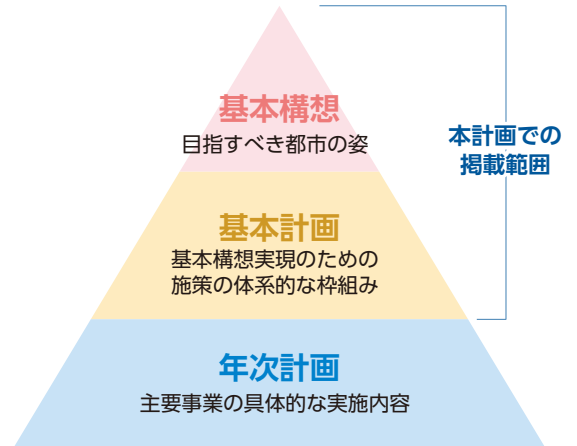 基本構想
目指すべき都市の姿
本計画での
掲載範囲
基本計画
基本構想実現のための
施策の体系的な枠組み
年次計画
主要事業の具体的な実施内容